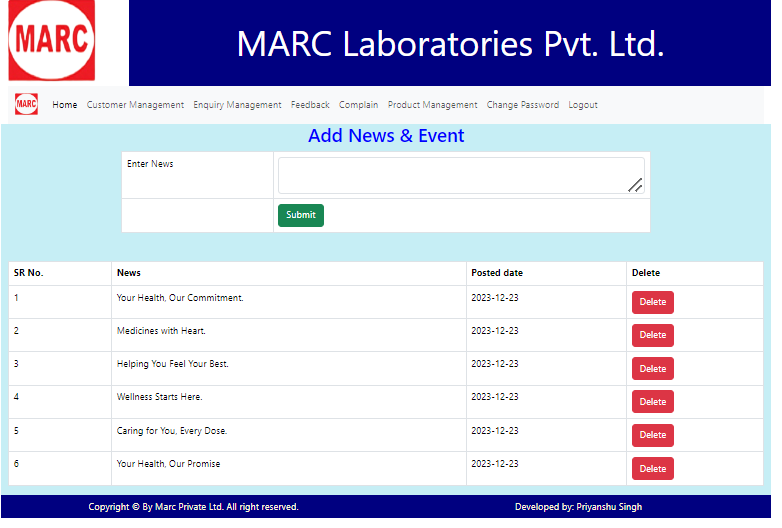 MARC
MARC Laboratories Pvt. Ltd.
MARC Home Customer Management Enquiry Management Feedback Complain Product Management Change Password Logout
Add News & Event
Enter News
Submit
SR No. News Posted date Delete
1 Your Health, Our Commitment. 2023-12-23 Delete
2 Medicines with Heart. 2023-12-23 Delete
3 Helping You Feel Your Best. 2023-12-23 Delete
4 Wellness Starts Here. 2023-12-23 Delete
5 Caring for You, Every Dose. 2023-12-23 Delete
6 Your Health, Our Promise 2023-12-23 Delete
Copyright © By Marc Private Ltd. All right reserved. Developed by: Priyanshu Singh